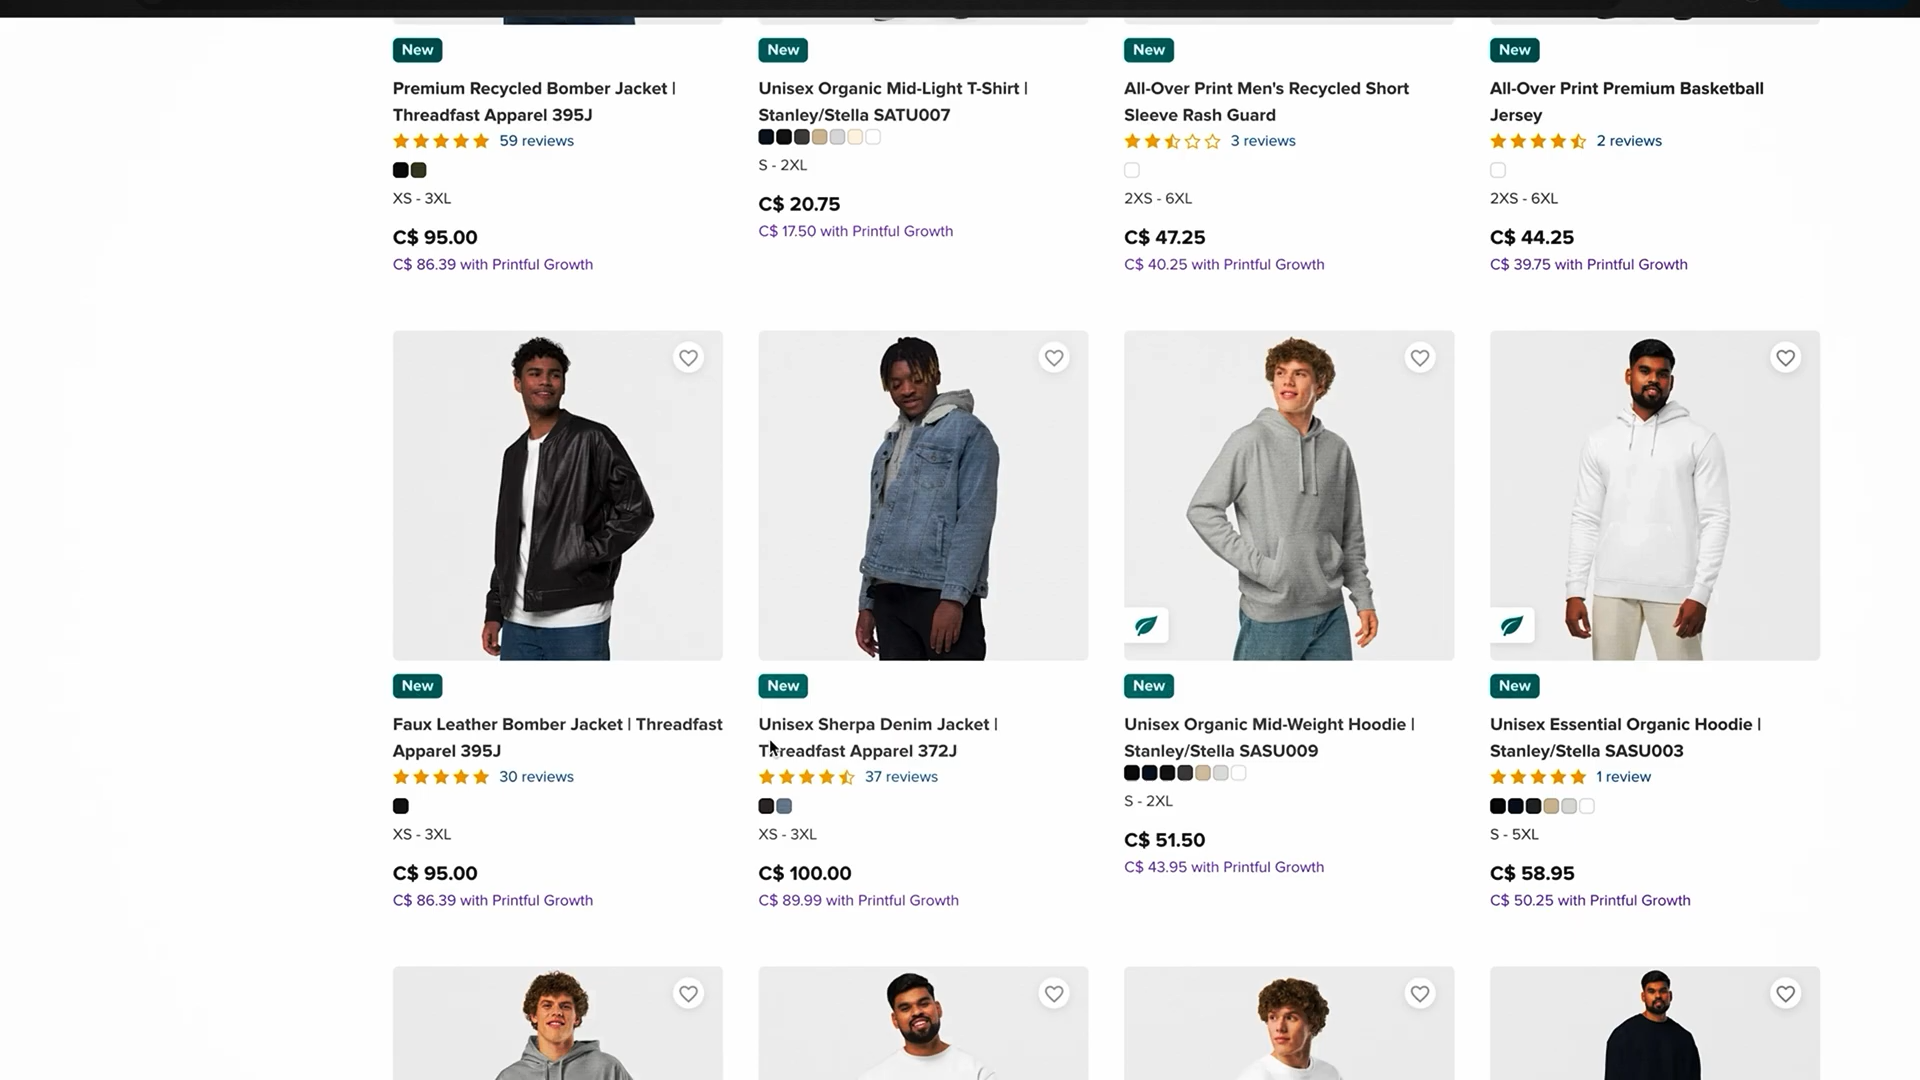 New
Premium Recycled Bomber Jacket |
Threadfast Apparel 395J
59 reviews
XS - 3XL
C$ 95.00
C$ 86.39 with Printful Growth
New
Unisex Organic Mid-Light T-Shirt |
Stanley/Stella SATU007
S - 2XL
C$ 20.75
C$ 17.50 with Printful Growth
New
All-Over Print Men's Recycled Short
Sleeve Rash Guard
3 reviews
2XS - 6XL
C$ 47.25
C$ 40.25 with Printful Growth
New
All-Over Print Premium Basketball
Jersey
2 reviews
2XS - 6XL
C$ 44.25
C$ 39.75 with Printful Growth
New
Faux Leather Bomber Jacket | Threadfast
Apparel 395J
30 reviews
XS - 3XL
C$ 95.00
C$ 86.39 with Printful Growth
New
Unisex Sherpa Denim Jacket |
Threadfast Apparel 372J
37 reviews
XS - 3XL
C$ 100.00
C$ 89.99 with Printful Growth
New
Unisex Organic Mid-Weight Hoodie |
Stanley/Stella SASU009
S - 2XL
C$ 51.50
C$ 43.95 with Printful Growth
New
Unisex Essential Organic Hoodie |
Stanley/Stella SASU003
1 review
S - 5XL
C$ 58.95
C$ 50.25 with Printful Growth